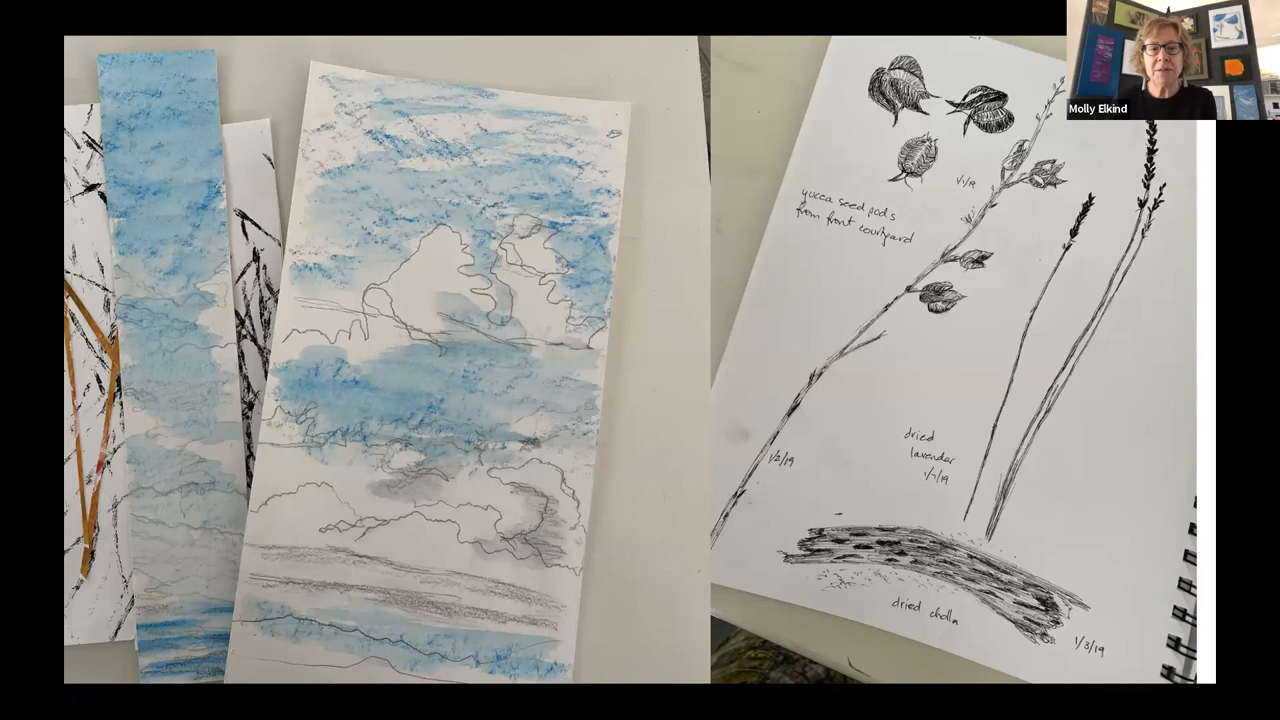 Molly Elkind
1/1/19
yucca seed pods
from front courtyard
1/2/19
dried
lavender
1/1/19
dried cholla
1/3/19